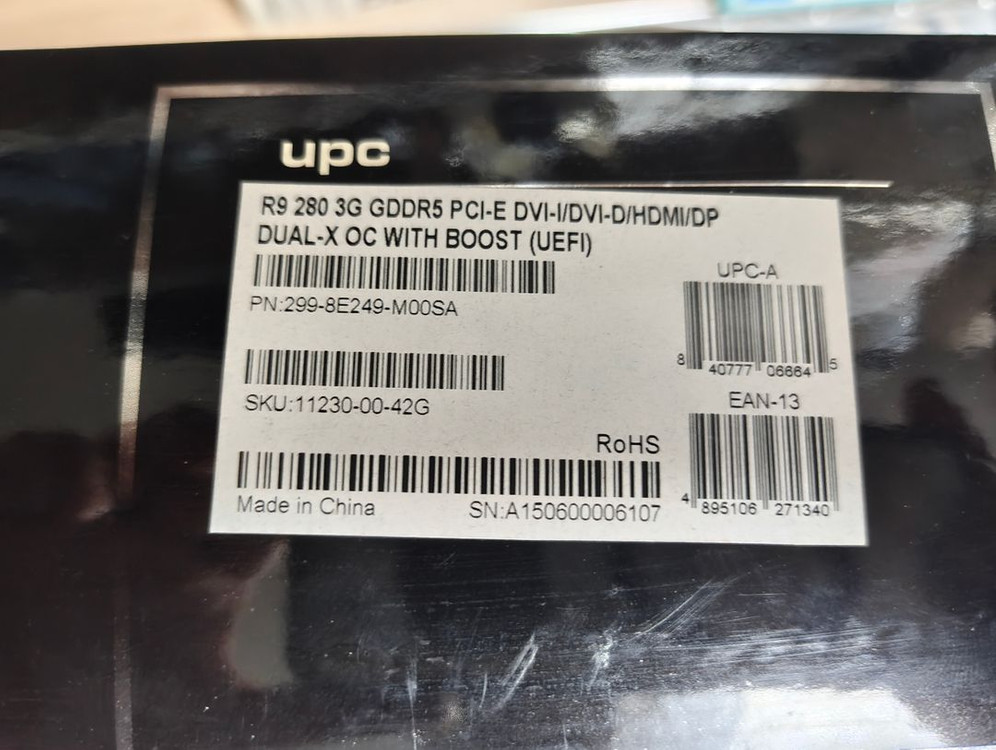 upc
R9 280 3G GDDR5 PCI-E DVI-I/DVI-D/HDMI/DP
DUAL-X OC WITH BOOST (UEFI)
PN:299-8E249-M00SA
SKU:11230-00-42G
RoHS
Made in China
SN:A150600006107
UPC-A
8 40777 06664 5
EAN-13
4 895106 271340